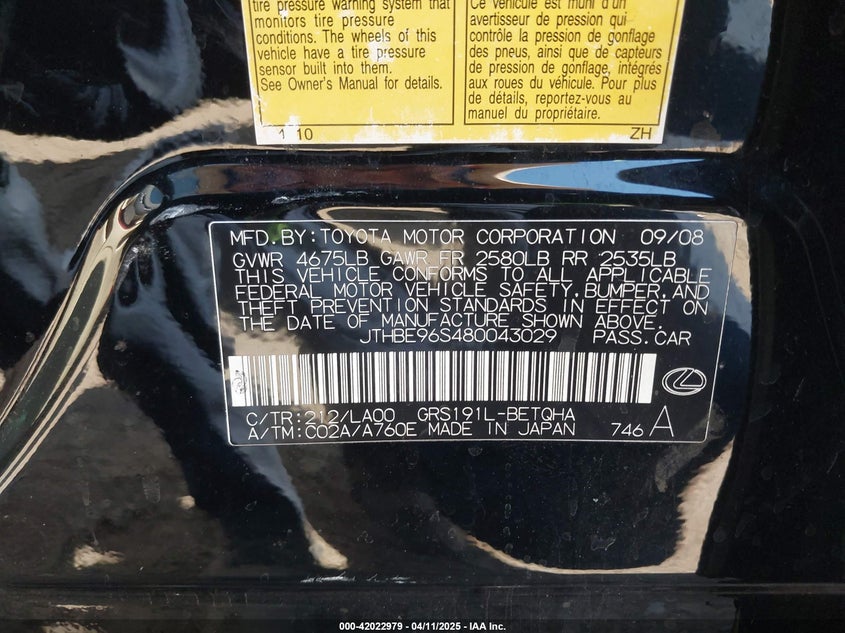 tire pressure warning system that
monitors tire pressure
conditions. The wheels of this
vehicle have a tire pressure
sensor built into them.
See Owner's Manual for details.
Ce véhicule est muni d'un
avertisseur de pression qui
contrôle la pression de gonflage
des pneus, ainsi que de capteurs
de pression de gonflage, intégrés
aux roues du véhicule. Pour plus
de détails, reportez-vous au
manuel du propriétaire.
ZH
MFD.BY:TOYOTA MOTOR CORPORATION 09/08
GVWR 4675LB GAWR FR 2580LB RR 2535LB
THIS VEHICLE CONFORMS TO ALL APPLICABLE
FEDERAL MOTOR VEHICLE SAFETY,BUMPER,AND
THEFT PREVENTION STANDARDS IN EFFECT ON
THE DATE OF MANUFACTURE SHOWN ABOVE.
JTHBE96S480043029 PASS.CAR
C/TR:212/LA00 GRS191L-BETQHA
A/TM:C02A/A760E MADE IN JAPAN 746 A
000-42022979 - 04/11/2025 - IAA Inc.